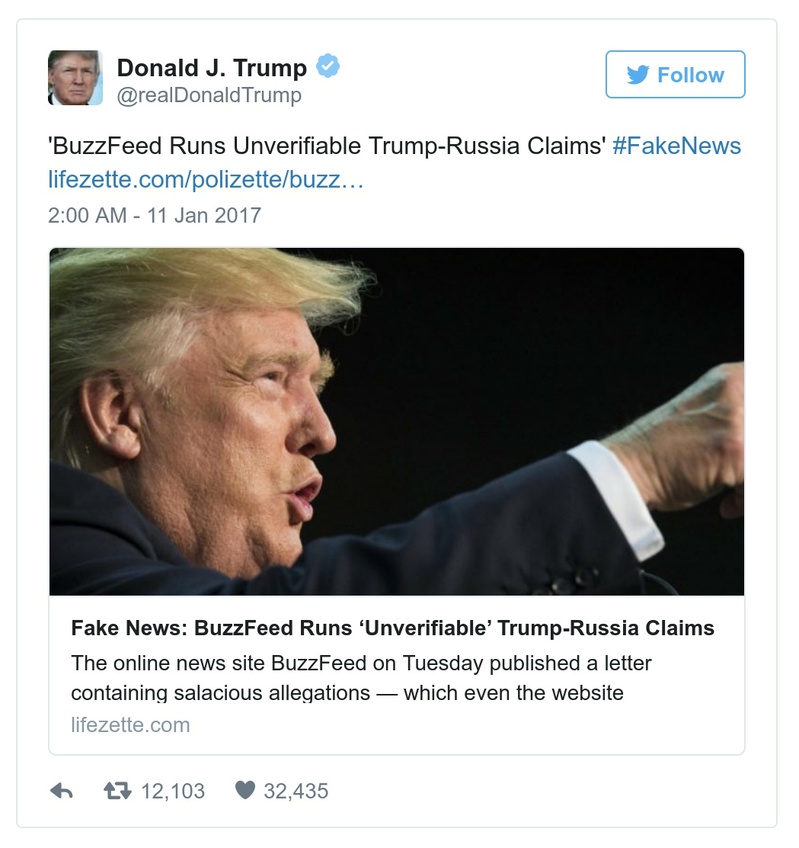 Donald J. Trump
Follow
@realDonaldTrump
'BuzzFeed Runs Unverifiable Trump-Russia Claims' #FakeNews
lifezette.com/polizette/buzz…
2:00 AM - 11 Jan 2017
Fake News: BuzzFeed Runs ‘Unverifiable’ Trump-Russia Claims
The online news site BuzzFeed on Tuesday published a letter
containing salacious allegations — which even the website
lifezette.com
12,103 32,435